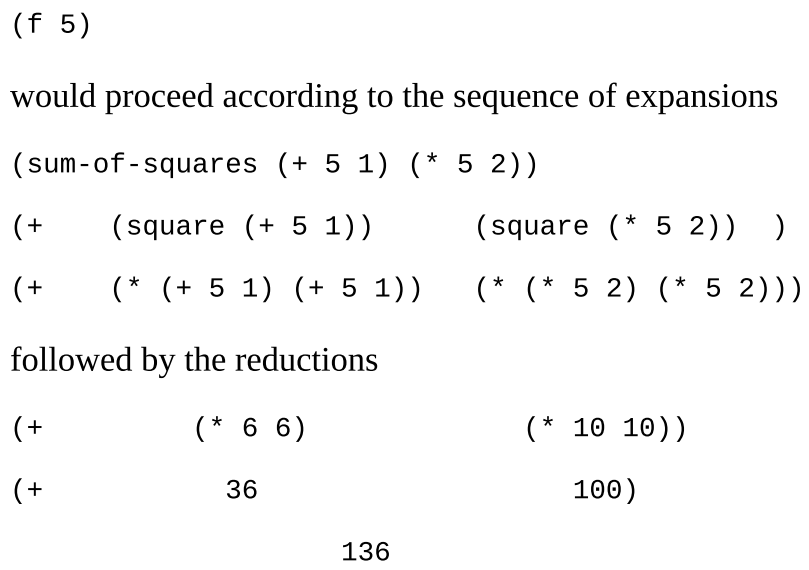 (f 5)
would proceed according to the sequence of expansions
(sum-of-squares (+ 5 1) (* 5 2))
(+    (square (+ 5 1))      (square (* 5 2))  )
(+    (* (+ 5 1) (+ 5 1))   (* (* 5 2) (* 5 2)))
followed by the reductions
(+         (* 6 6)             (* 10 10))
(+           36                   100)
                    136